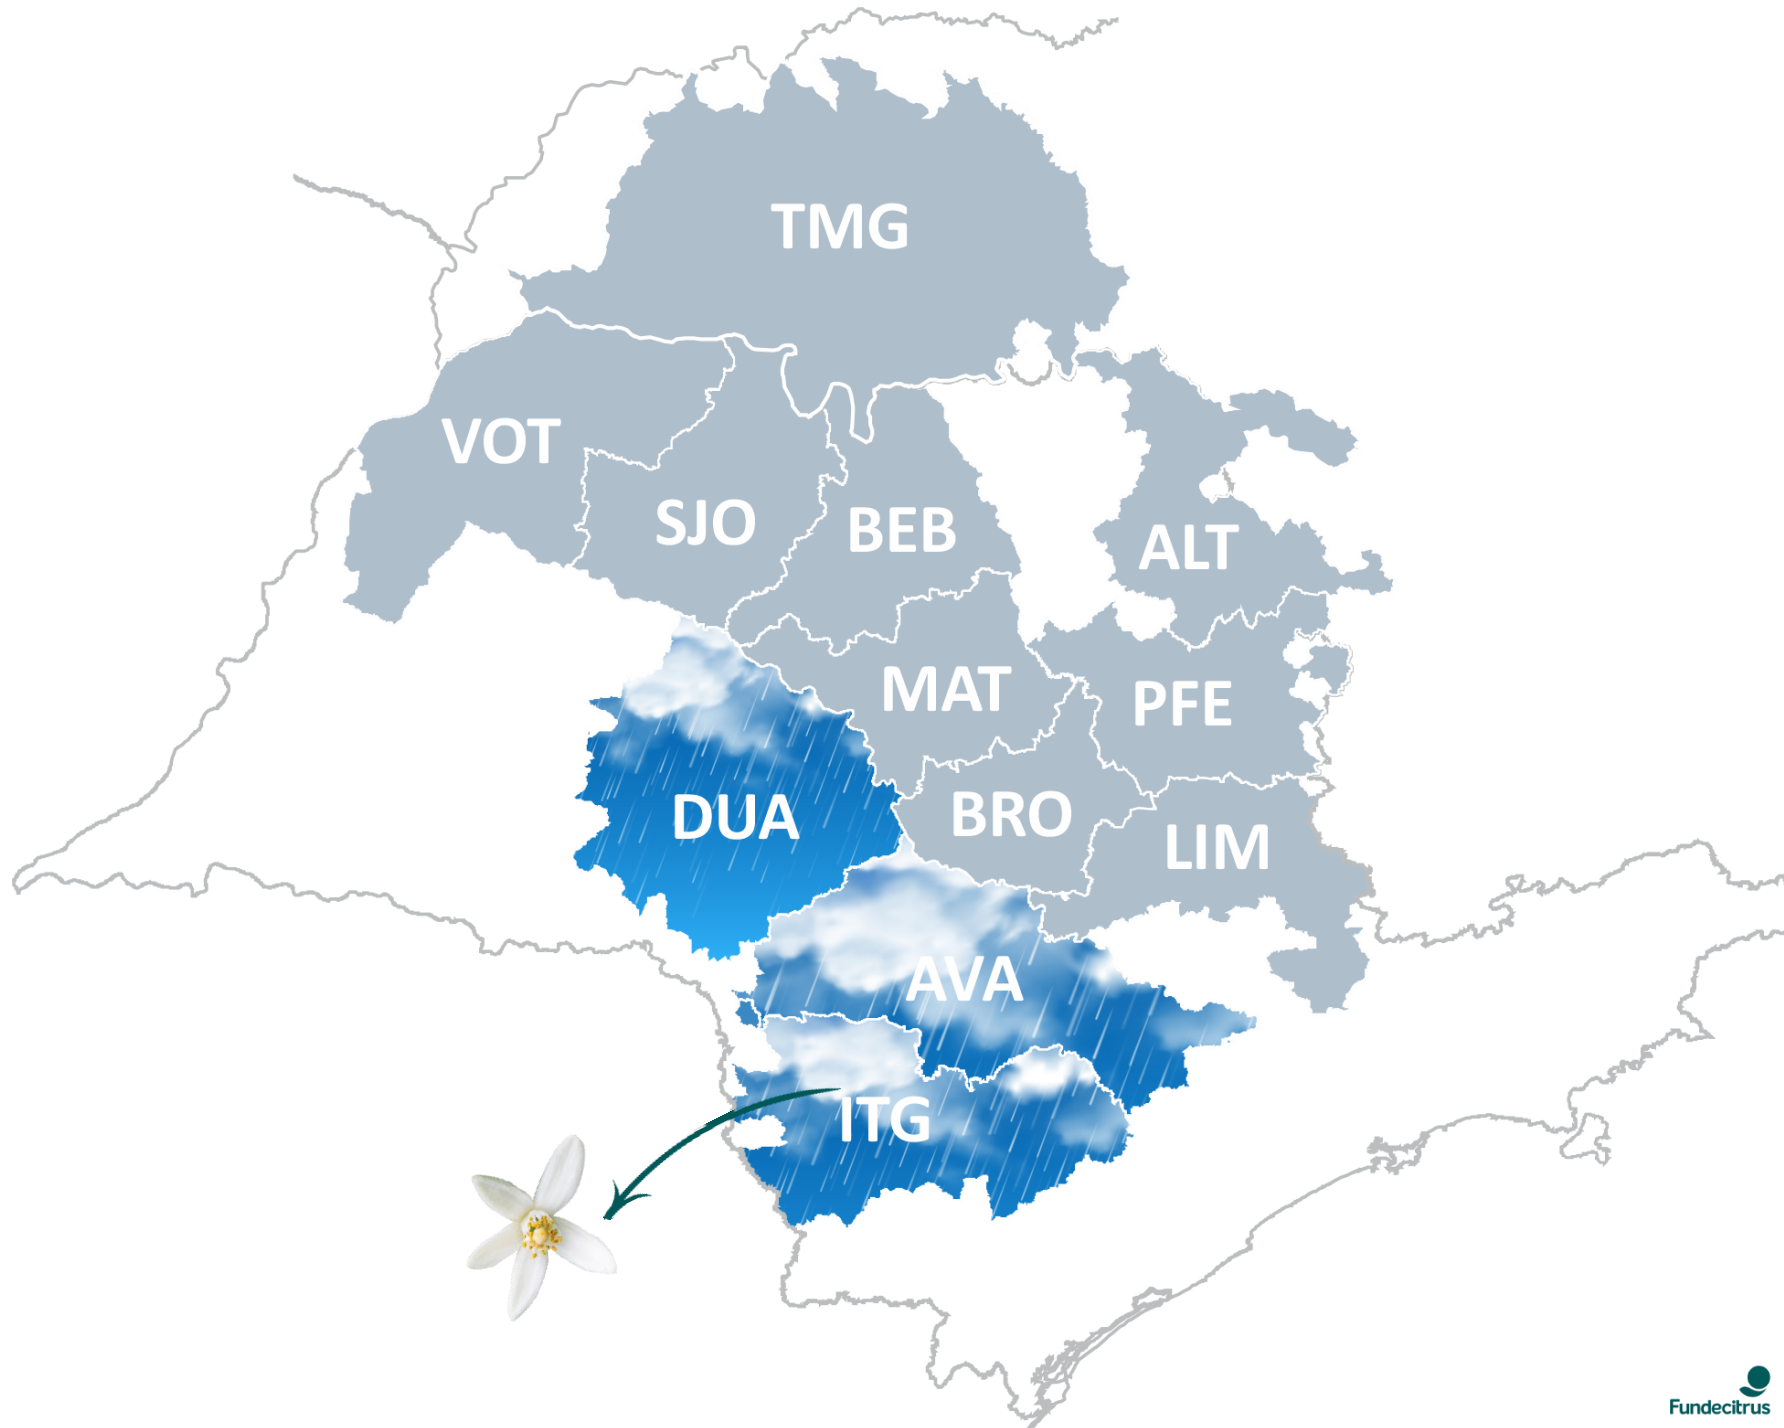 TMG
VOT
SJO
BEB
ALT
MAT
PFE
DUA
BRO
LIM
AVA
ITG
Fundecitrus